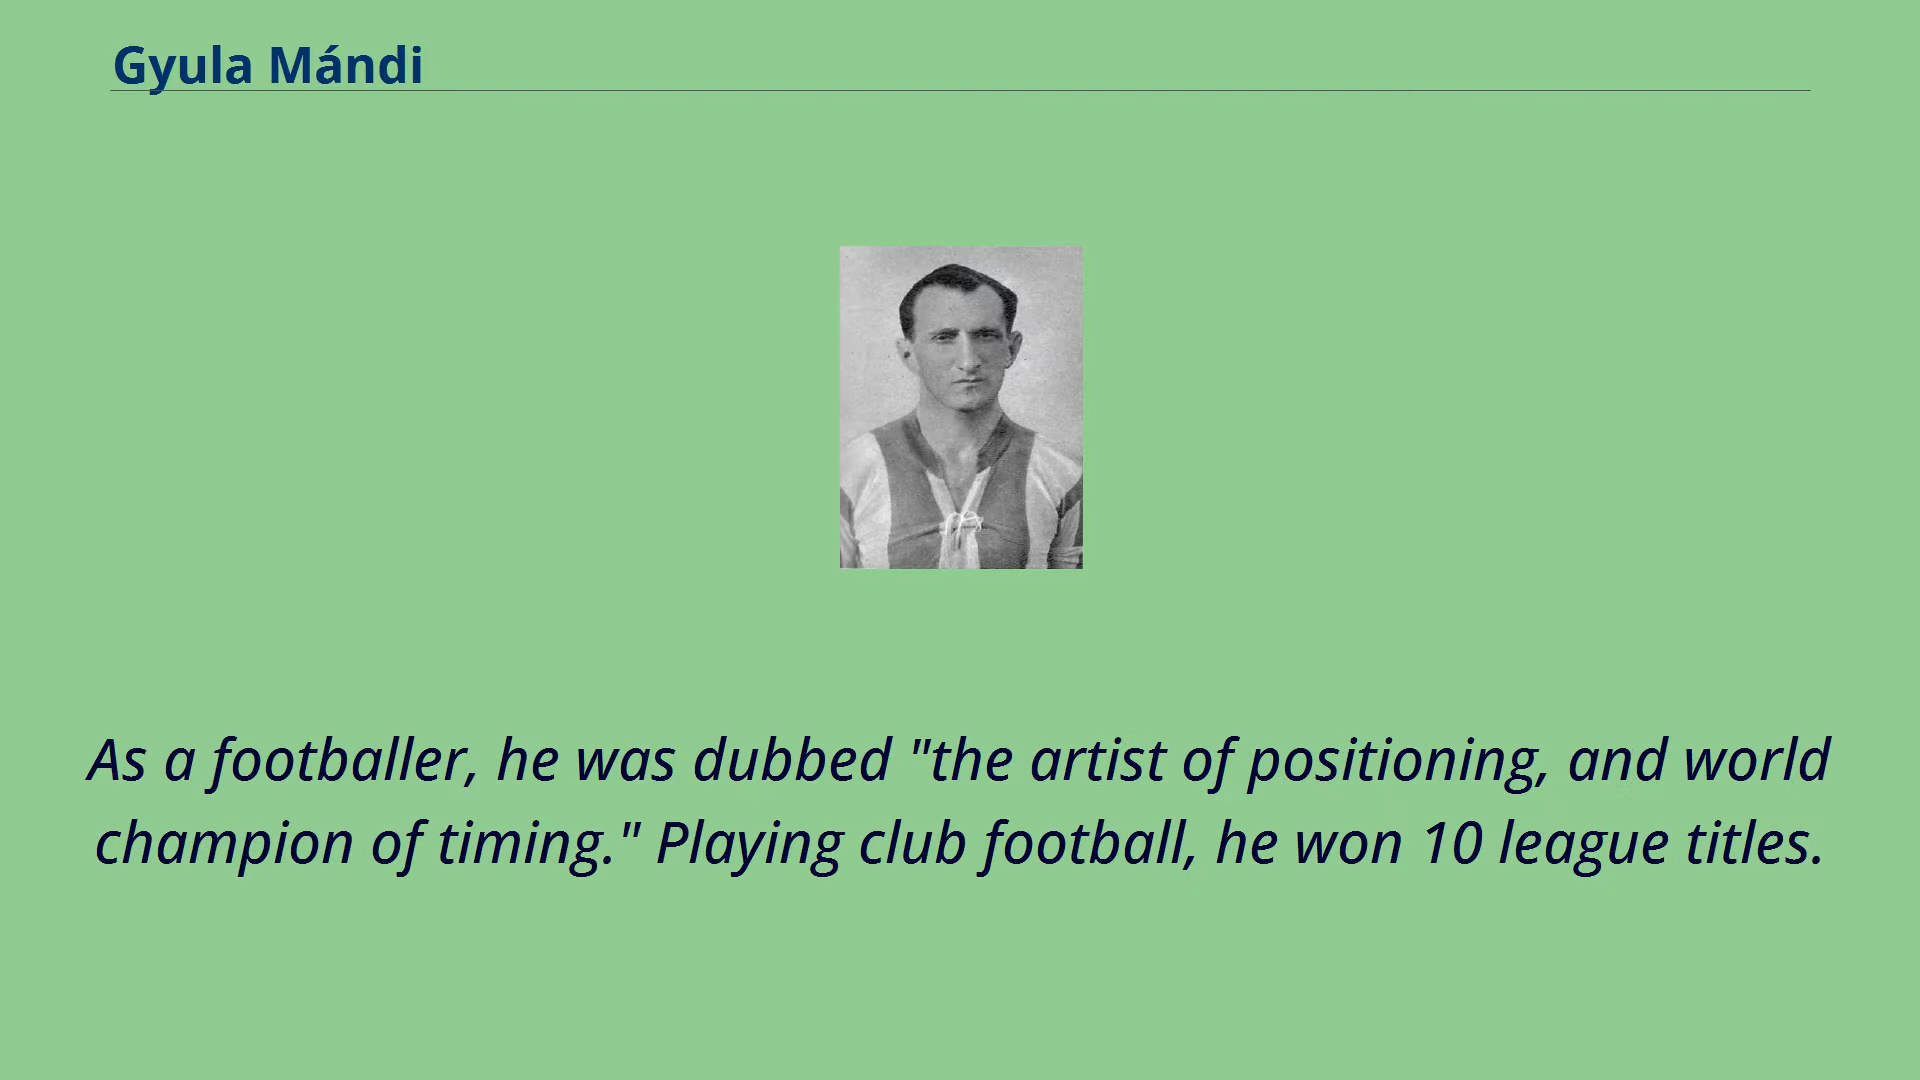 Gyula Mándi
As a footballer, he was dubbed "the artist of positioning, and world
champion of timing." Playing club football, he won 10 league titles.